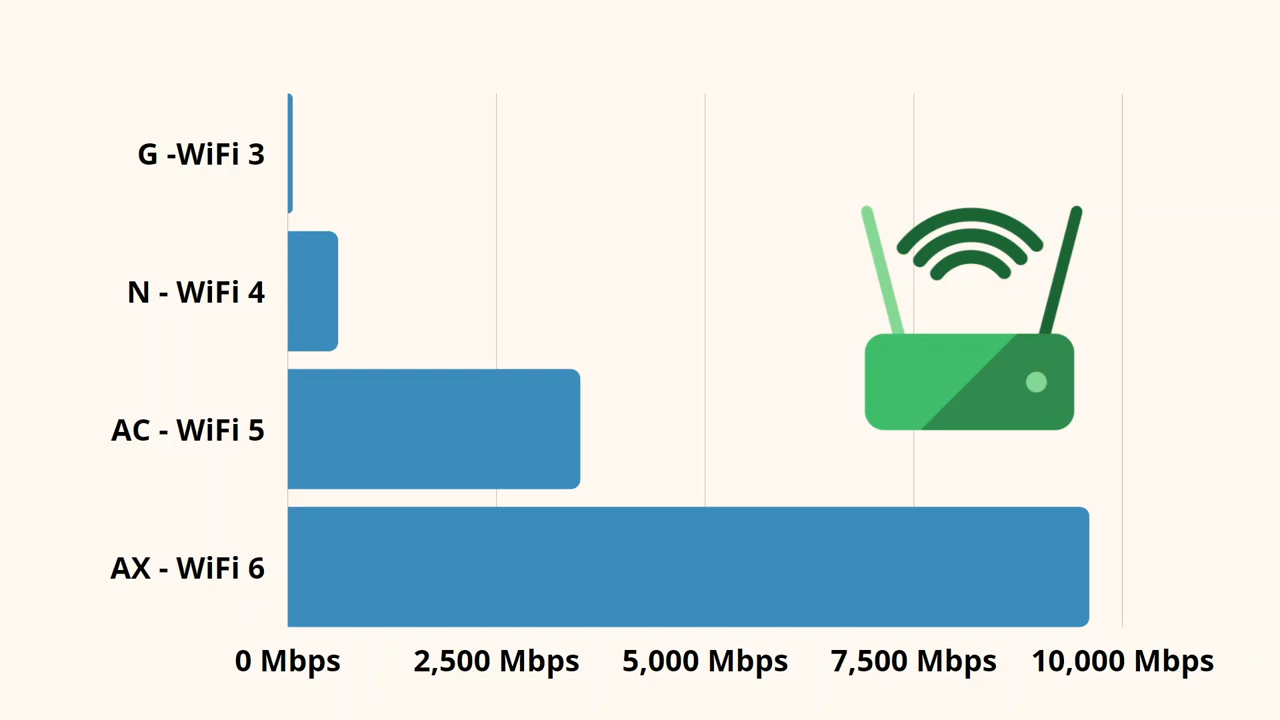 G -WiFi 3
N - WiFi 4
AC - WiFi 5
AX - WiFi 6
0 Mbps 2,500 Mbps 5,000 Mbps 7,500 Mbps 10,000 Mbps